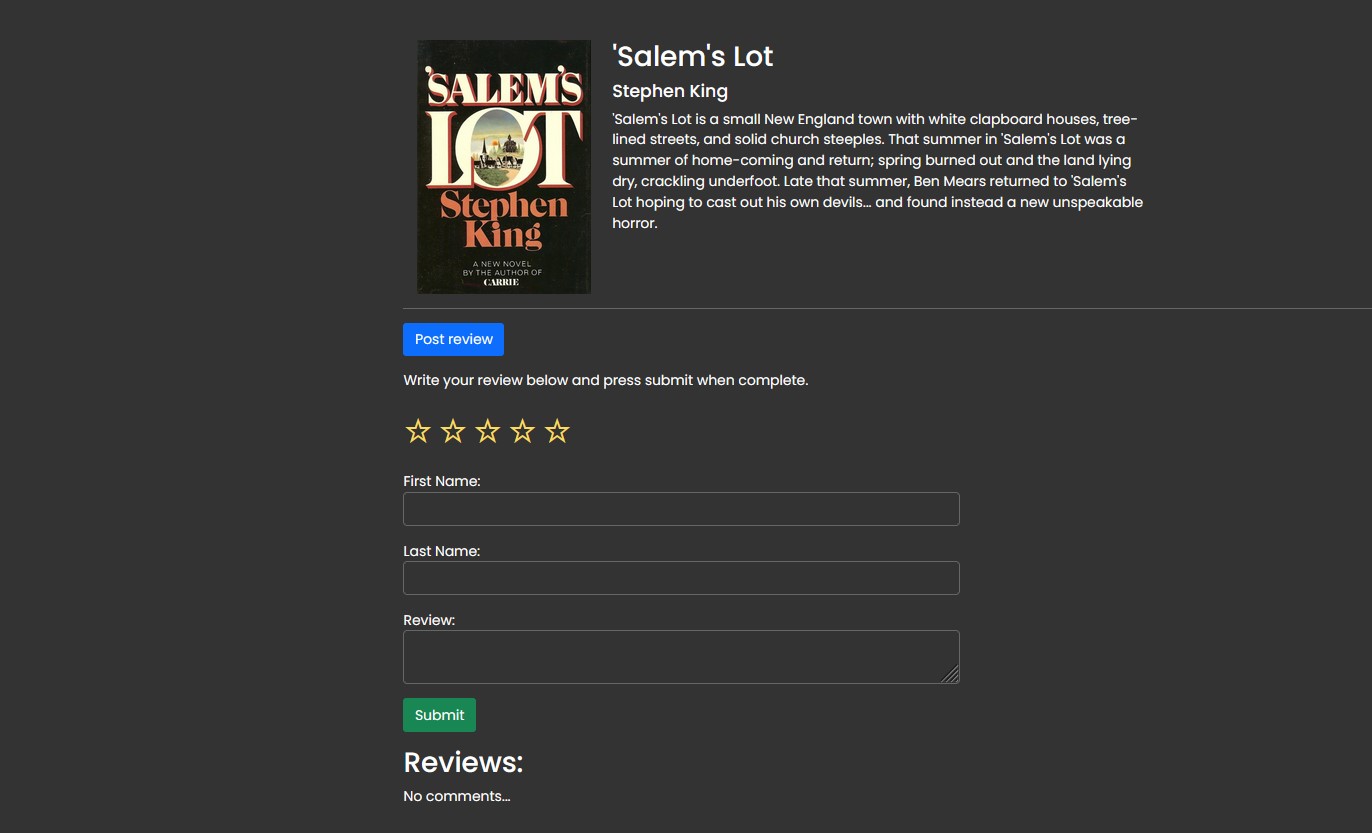 'SALEM'S
LOT
Stephen
King
A NEW NOVEL
BY THE AUTHOR OF
CARRIE
'Salem's Lot
Stephen King
'Salem's Lot is a small New England town with white clapboard houses, tree-
lined streets, and solid church steeples. That summer in 'Salem's Lot was a
summer of home-coming and return; spring burned out and the land lying
dry, crackling underfoot. Late that summer, Ben Mears returned to 'Salem's
Lot hoping to cast out his own devils... and found instead a new unspeakable
horror.
Post review
Write your review below and press submit when complete.
First Name:
Last Name:
Review:
Submit
Reviews:
No comments...